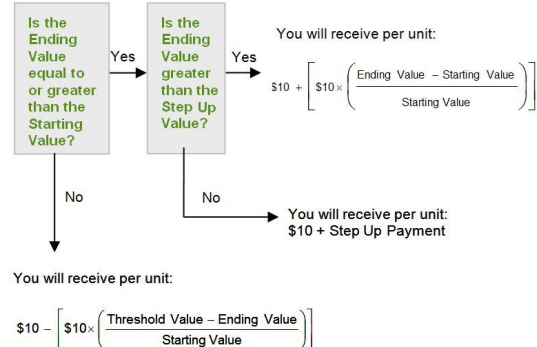 Is the
Ending
Value
equal to
or greater
than the
Starting
Value?
Yes
Is the
Ending
Value
greater
than the
Step Up
Value?
Yes
You will receive per unit:
$10 + [ $10 × ( Ending Value – Starting Value
Starting Value ) ]
No
No
You will receive per unit:
$10 + Step Up Payment
You will receive per unit:
$10 – [ $10× ( Threshold Value – Ending Value
Starting Value ) ]